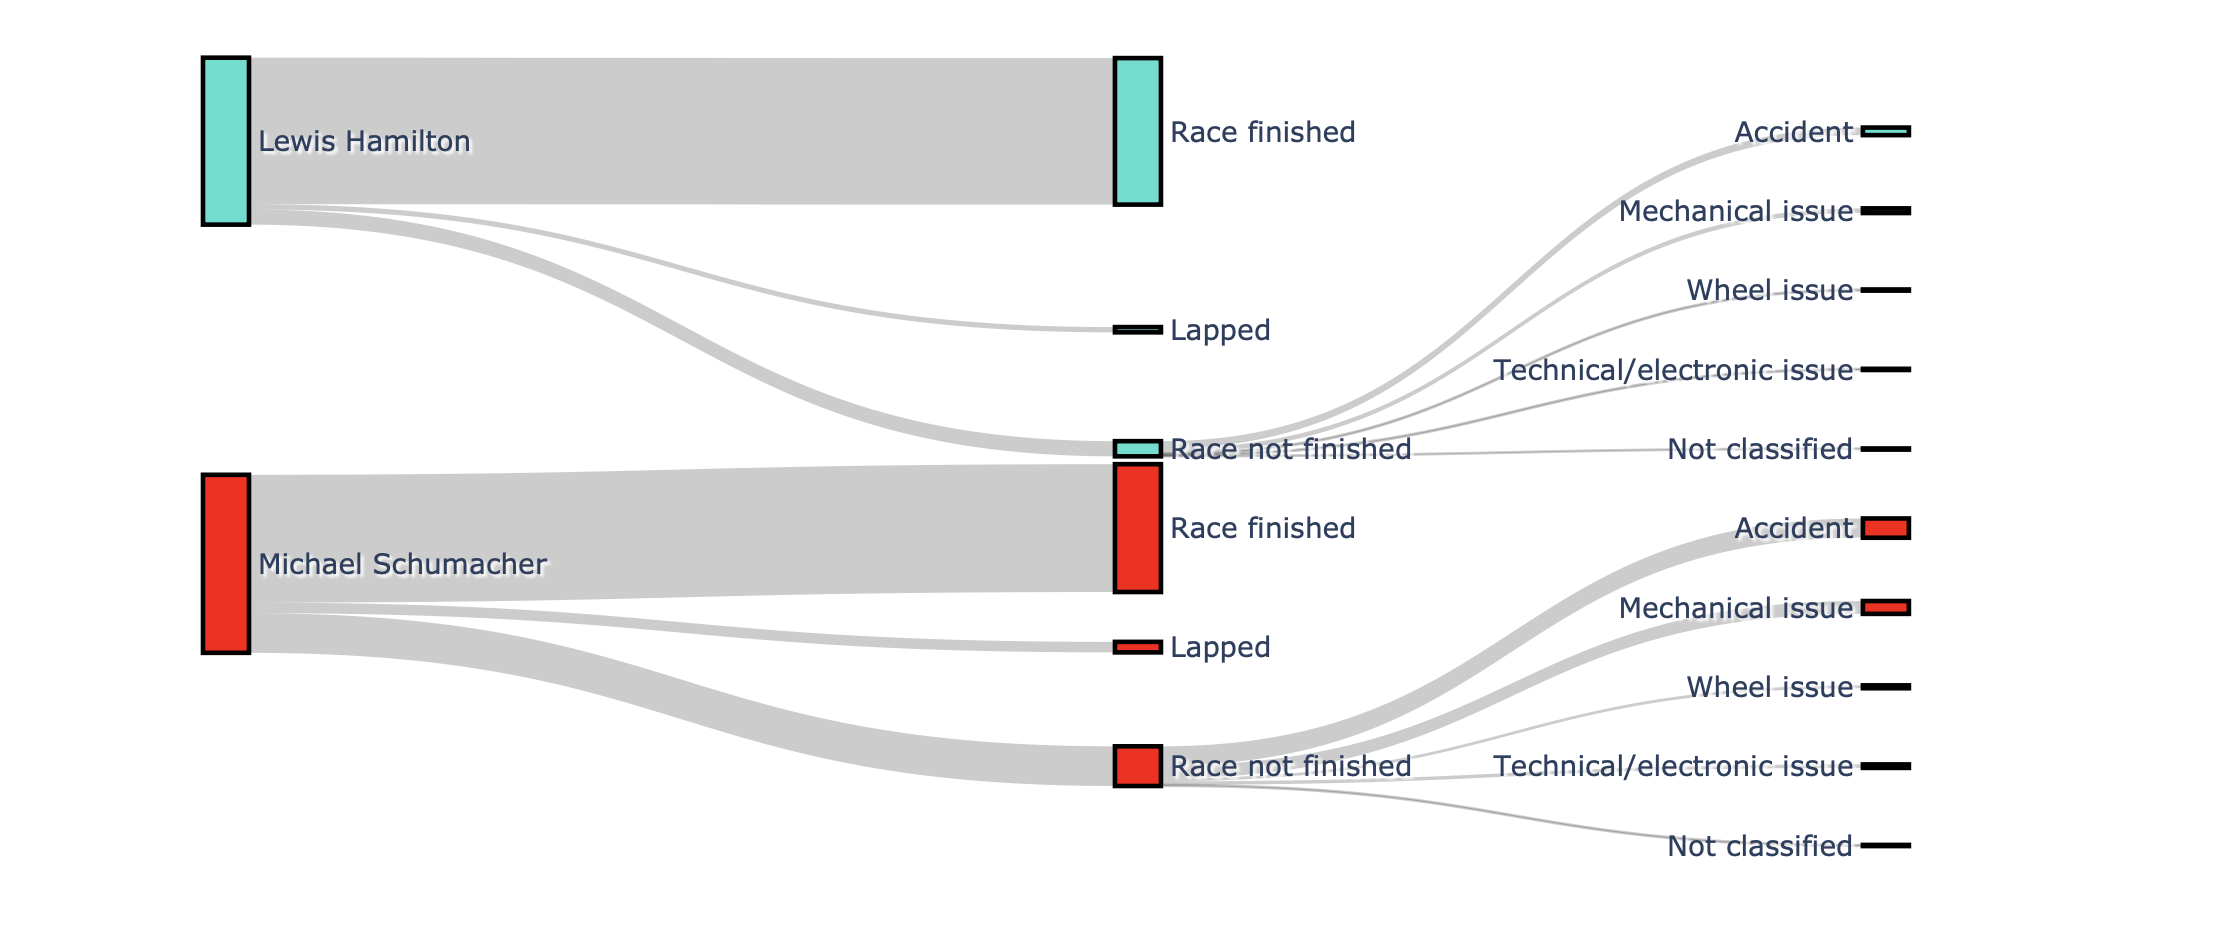 Lewis Hamilton
Race finished
Lapped
Race not finished
Accident
Mechanical issue
Wheel issue
Technical/electronic issue
Not classified
Michael Schumacher
Race finished
Lapped
Race not finished
Accident
Mechanical issue
Wheel issue
Technical/electronic issue
Not classified